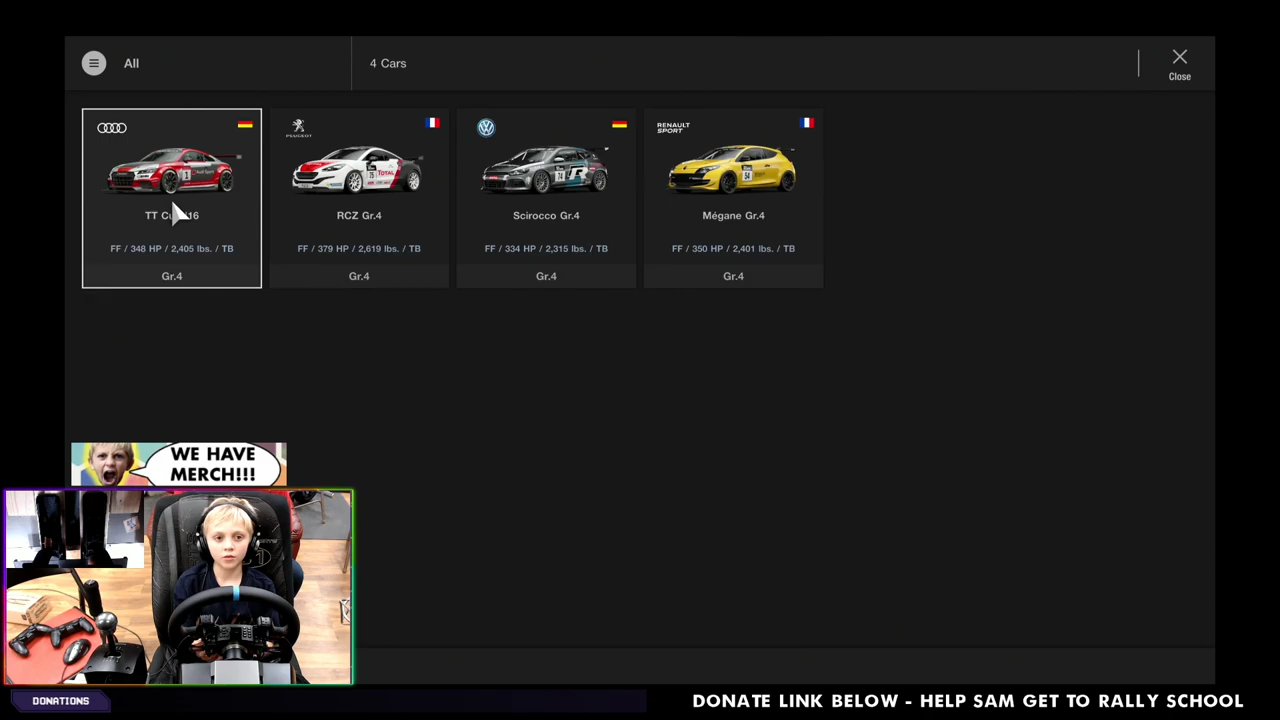 All
4 Cars
Close
TT Cu 16
FF / 348 HP / 2,405 lbs. / TB
Gr.4
PEUGEOT
RCZ Gr.4
FF / 379 HP / 2,619 lbs. / TB
Gr.4
Scirocco Gr.4
FF / 334 HP / 2,315 lbs. / TB
Gr.4
RENAULT
SPORT
Mégane Gr.4
FF / 350 HP / 2,401 lbs. / TB
Gr.4
WE HAVE
MERCH!!!
DONATIONS
DONATE LINK BELOW - HELP SAM GET TO RALLY SCHOOL